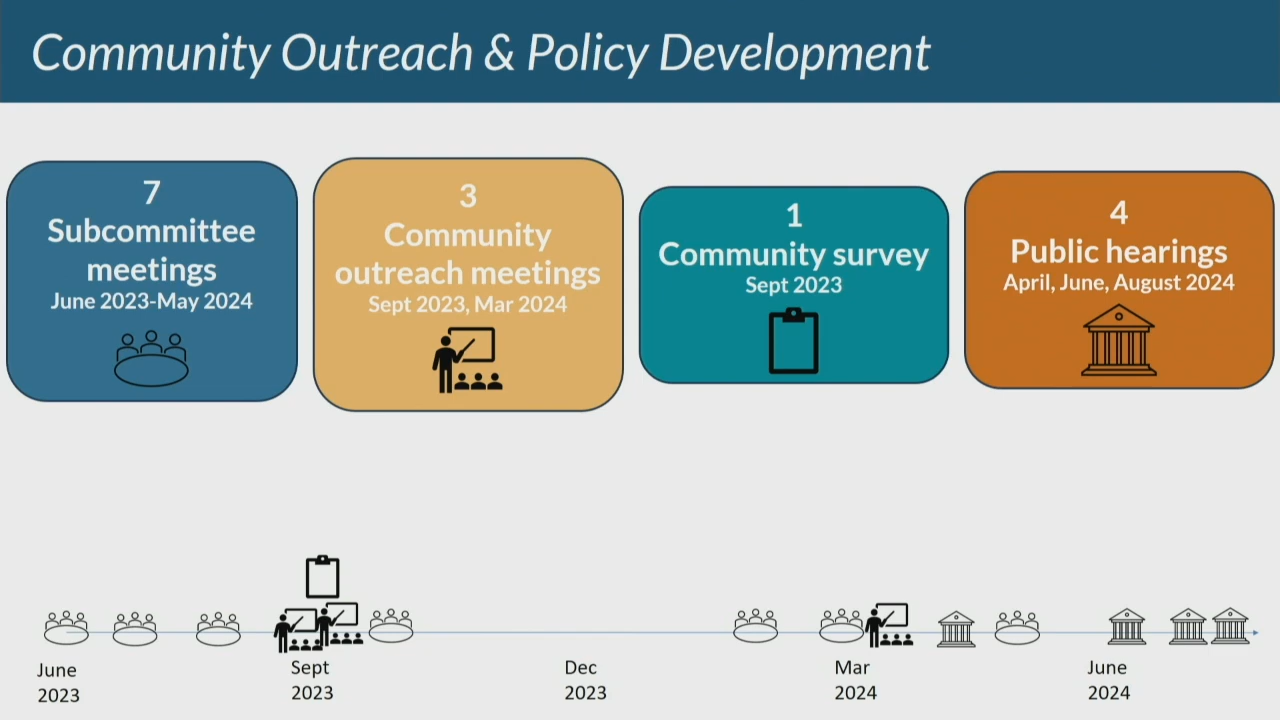 Community Outreach & Policy Development
7
Subcommittee
meetings
June 2023-May 2024
3
Community
outreach meetings
Sept 2023, Mar 2024
1
Community survey
Sept 2023
4
Public hearings
April, June, August 2024
June
2023
Sept
2023
Dec
2023
Mar
2024
June
2024